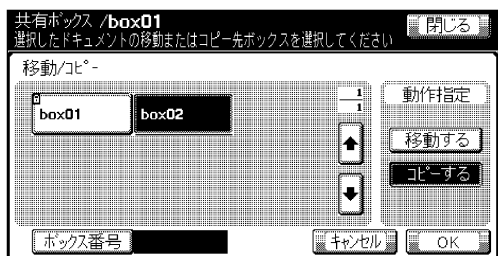 共有ボックス /box01
閉じる
選択したドキュメントの移動またはコピー先ボックスを選択してください
移動/コピー
box01
box02
1
1
動作指定
移動する
コピーする
ボックス番号
キャンセル
OK